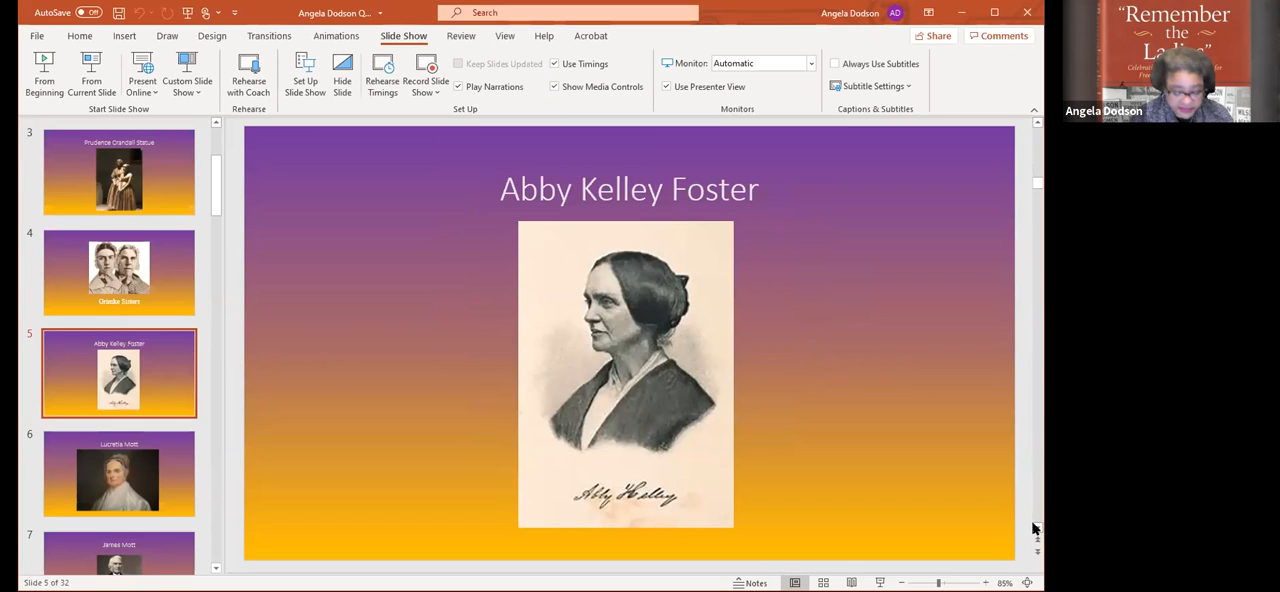 AutoSave Off
Angela Dodson Q...
Search
Angela Dodson AD
File Home Insert Draw Design Transitions Animations Slide Show Review View Help Acrobat
Share Comments
From Beginning
From Current Slide
Present Online
Custom Slide Show
Start Slide Show
Rehearse with Coach
Rehearse
Set Up Slide Show
Hide Slide
Rehearse Timings
Record Slide Show
Keep Slides Updated
Play Narrations
Use Timings
Show Media Controls
Set Up
Monitor: Automatic
Use Presenter View
Monitors
Always Use Subtitles
Subtitle Settings
Captions & Subtitles
3
Prudence Crandall Statue
4
Grimke Sisters
5
Abby Kelley Foster
Abby Kelley
6
Lucretia Mott
7
James Mott
Abby Kelley Foster
Abby Kelley
"Remember
the
Ladies"
Angela Dodson
Slide 5 of 32
Notes
85%